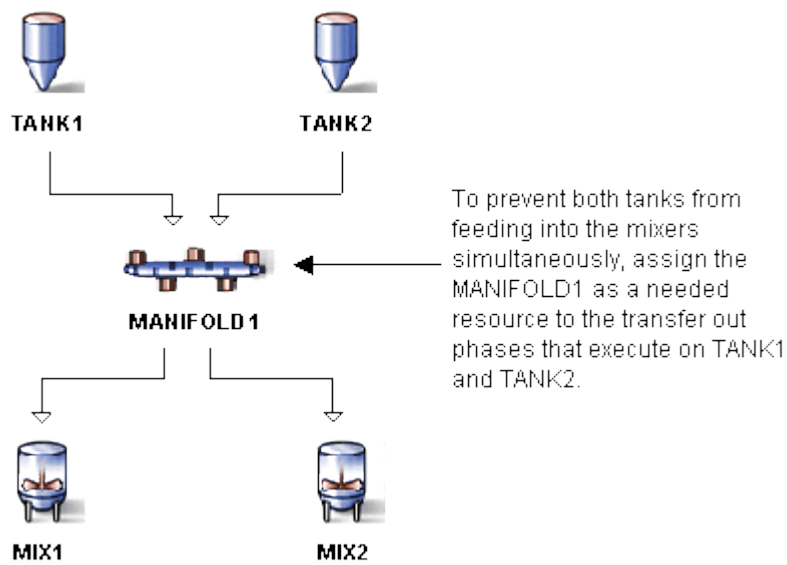 TANK1
TANK2
To prevent both tanks from
feeding into the mixers
simultaneously, assign the
MANIFOLD1 as a needed
resource to the transfer out
phases that execute on TANK1
and TANK2.
MANIFOLD1
MIX1
MIX2